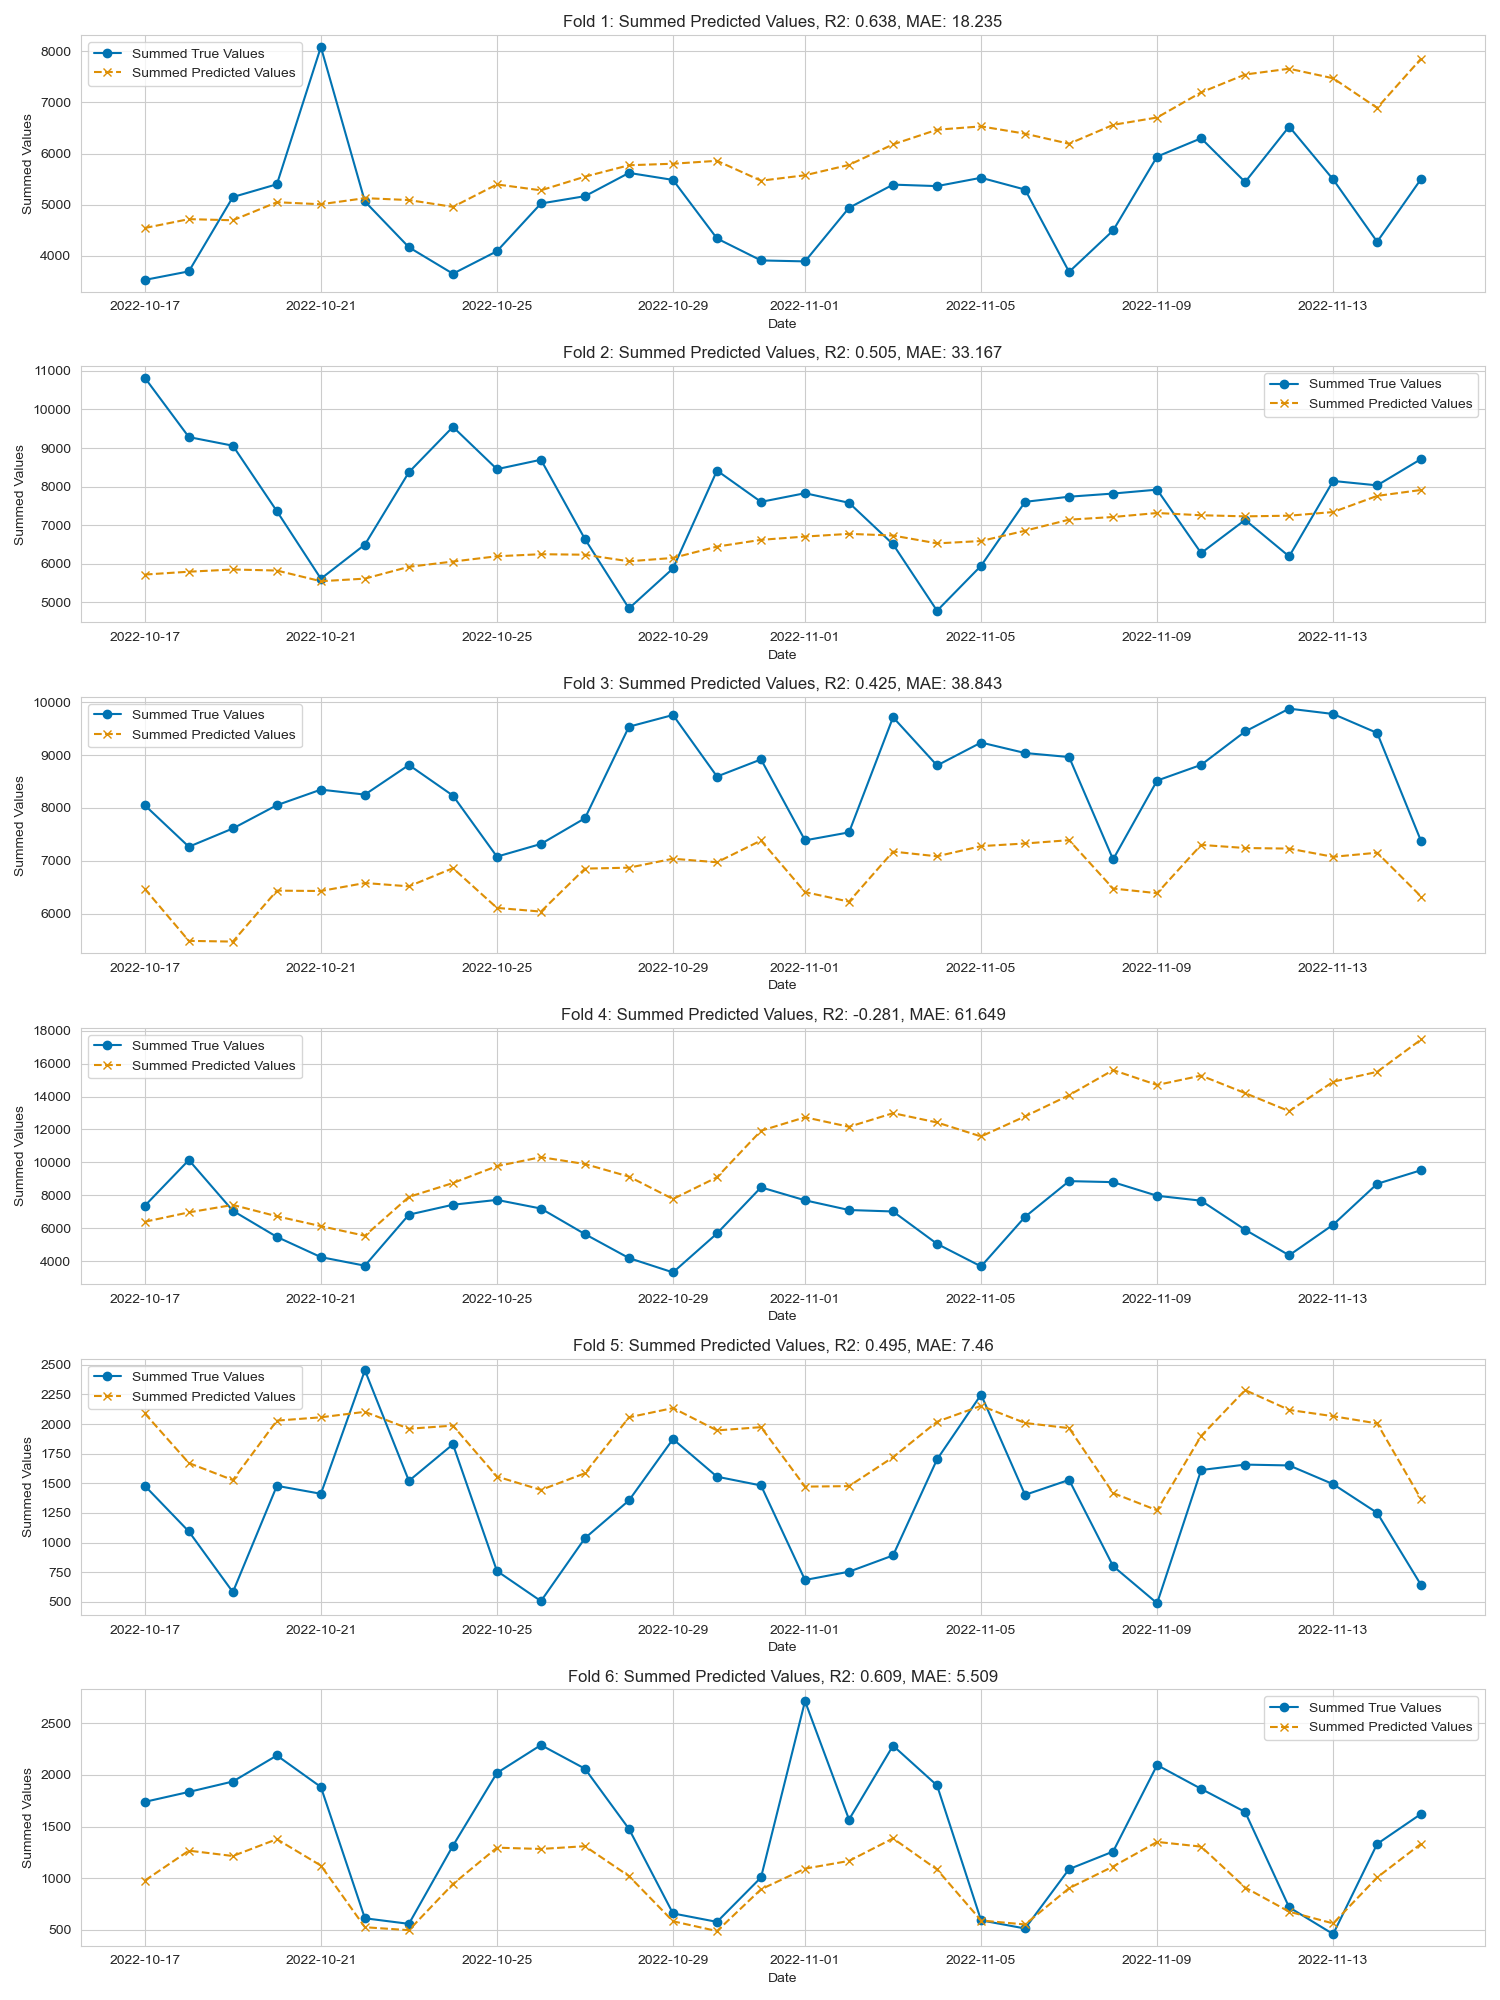 Fold 1: Summed Predicted Values, R2: 0.638, MAE: 18.235
Summed True Values
Summed Predicted Values
Summed Values
8000
7000
6000
5000
4000
2022-10-17 2022-10-21 2022-10-25 2022-10-29 2022-11-01 2022-11-05 2022-11-09 2022-11-13
Date
Fold 2: Summed Predicted Values, R2: 0.505, MAE: 33.167
Summed True Values
Summed Predicted Values
Summed Values
11000
10000
9000
8000
7000
6000
5000
2022-10-17 2022-10-21 2022-10-25 2022-10-29 2022-11-01 2022-11-05 2022-11-09 2022-11-13
Date
Fold 3: Summed Predicted Values, R2: 0.425, MAE: 38.843
Summed True Values
Summed Predicted Values
Summed Values
10000
9000
8000
7000
6000
2022-10-17 2022-10-21 2022-10-25 2022-10-29 2022-11-01 2022-11-05 2022-11-09 2022-11-13
Date
Fold 4: Summed Predicted Values, R2: -0.281, MAE: 61.649
Summed True Values
Summed Predicted Values
Summed Values
18000
16000
14000
12000
10000
8000
6000
4000
2022-10-17 2022-10-21 2022-10-25 2022-10-29 2022-11-01 2022-11-05 2022-11-09 2022-11-13
Date
Fold 5: Summed Predicted Values, R2: 0.495, MAE: 7.46
Summed True Values
Summed Predicted Values
Summed Values
2500
2250
2000
1750
1500
1250
1000
750
500
2022-10-17 2022-10-21 2022-10-25 2022-10-29 2022-11-01 2022-11-05 2022-11-09 2022-11-13
Date
Fold 6: Summed Predicted Values, R2: 0.609, MAE: 5.509
Summed True Values
Summed Predicted Values
Summed Values
2500
2000
1500
1000
500
2022-10-17 2022-10-21 2022-10-25 2022-10-29 2022-11-01 2022-11-05 2022-11-09 2022-11-13
Date